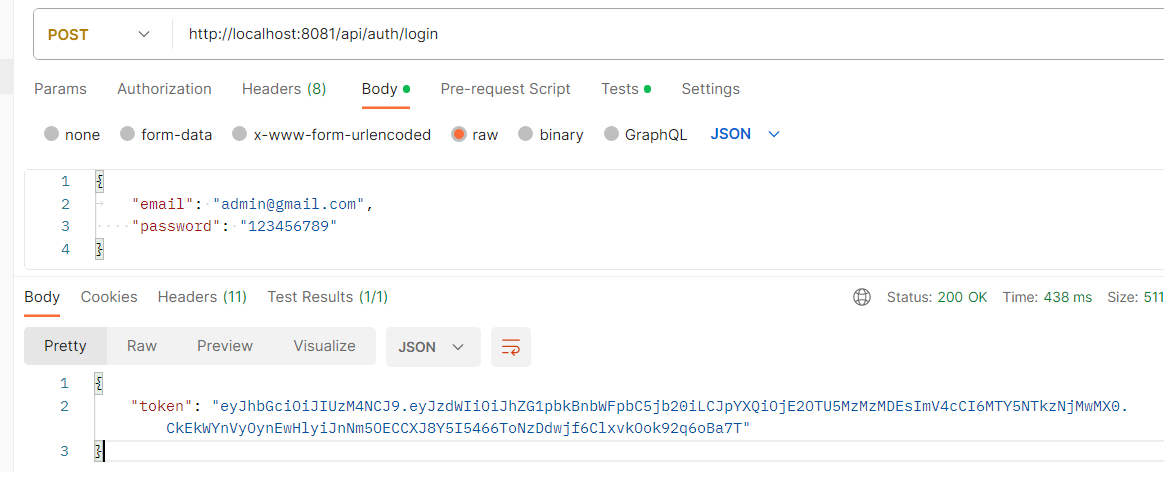 POST http://localhost:8081/api/auth/login
Params Authorization Headers (8) Body Pre-request Script Tests Settings
none form-data x-www-form-urlencoded raw binary GraphQL JSON
1 {
2 "email": "admin@gmail.com",
3 "password": "123456789"
4 }
Body Cookies Headers (11) Test Results (1/1) Status: 200 OK Time: 438 ms Size: 511
Pretty Raw Preview Visualize JSON
1 {
2 "token": "eyJhbGciOiJIUzM4NCJ9.eyJzdWIiOiJhZG1pbkBnbWFpbC5jb20iLCJpYXQiOjE2OTU5MzMzMDEsImV4cCI6MTY5NTkzNjMwMX0.
CkEkWYnVyOynEwHlyiJnNm5OECCXJ8Y5I5466ToNzDdwjf6ClxvkOok92q6oBa7T"
3 }